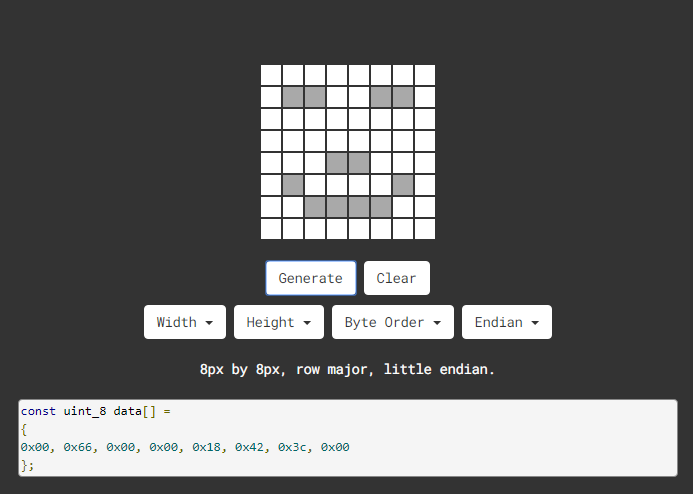 Generate Clear
Width Height Byte Order Endian
8px by 8px, row major, little endian.
const uint_8 data[] =
{
0x00, 0x66, 0x00, 0x00, 0x18, 0x42, 0x3c, 0x00
};